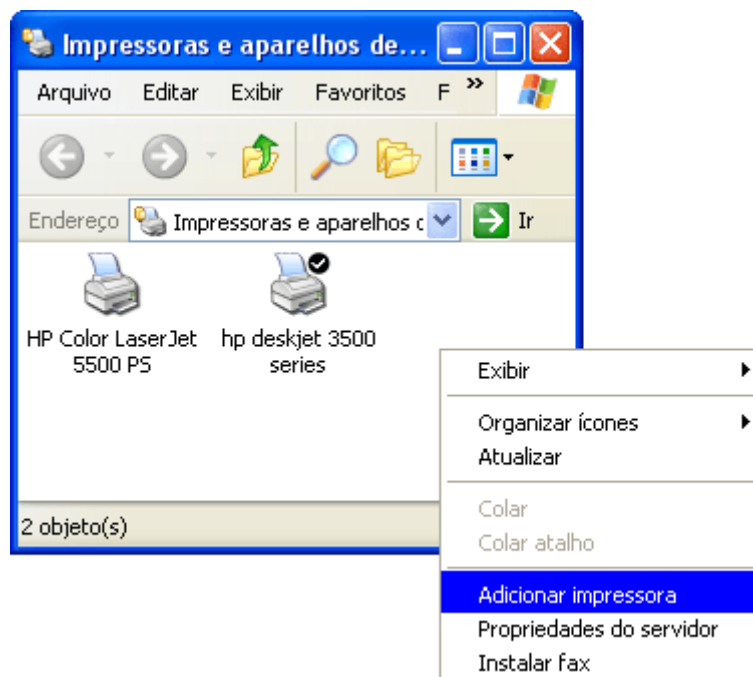 Impressoras e aparelhos de...
Arquivo Editar Exibir Favoritos F »
Endereço Impressoras e aparelhos c Ir
HP Color LaserJet 5500 PS
hp deskjet 3500 series
2 objeto(s)
Exibir
Organizar ícones
Atualizar
Colar
Colar atalho
Adicionar impressora
Propriedades do servidor
Instalar fax